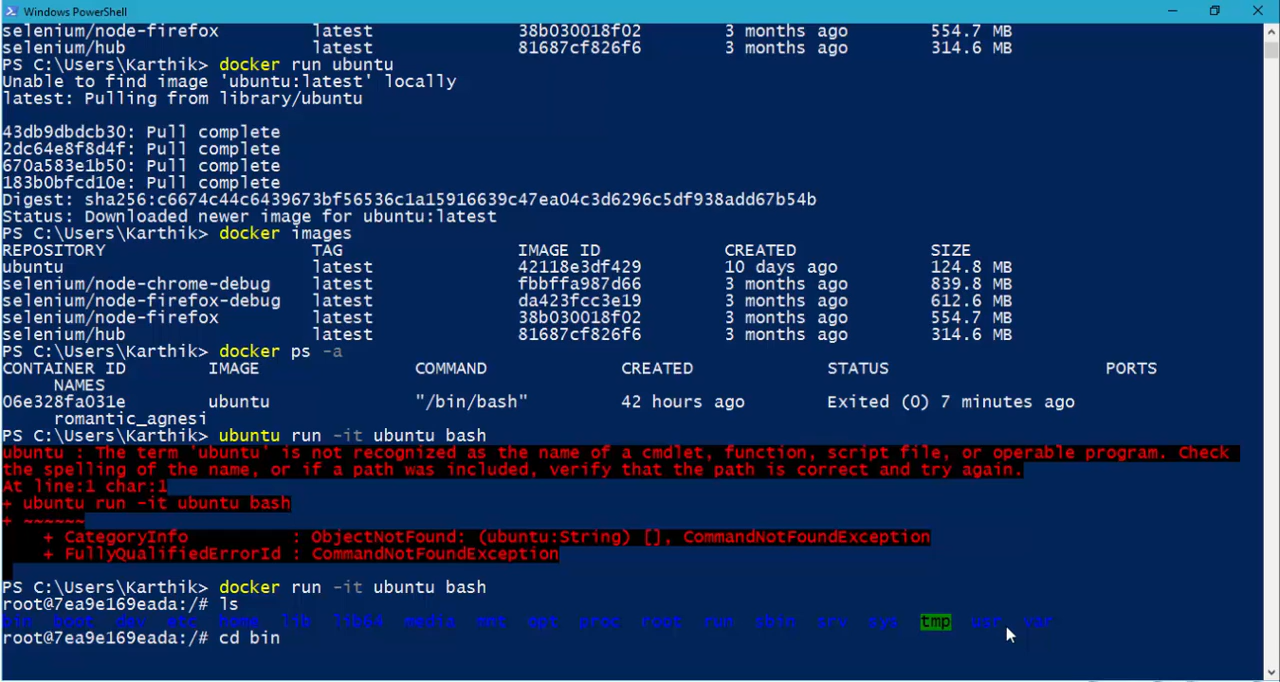 Windows PowerShell
selenium/node-firefox latest 38b030018f02 3 months ago 554.7 MB
selenium/hub latest 81687cf826f6 3 months ago 314.6 MB
PS C:\Users\Karthik> docker run ubuntu
Unable to find image 'ubuntu:latest' locally
latest: Pulling from library/ubuntu
43db9dbdcb30: Pull complete
2dc64e8f8d4f: Pull complete
670a583e1b50: Pull complete
183b0bfcd10e: Pull complete
Digest: sha256:c6674c44c6439673bf56536c1a15916639c47ea04c3d6296c5df938add67b54b
Status: Downloaded newer image for ubuntu:latest
PS C:\Users\Karthik> docker images
REPOSITORY TAG IMAGE ID CREATED SIZE
ubuntu latest 42118e3df429 10 days ago 124.8 MB
selenium/node-chrome-debug latest fbbffa987d66 3 months ago 839.8 MB
selenium/node-firefox-debug latest da423fcc3e19 3 months ago 612.6 MB
selenium/node-firefox latest 38b030018f02 3 months ago 554.7 MB
selenium/hub latest 81687cf826f6 3 months ago 314.6 MB
PS C:\Users\Karthik> docker ps -a
CONTAINER ID IMAGE COMMAND CREATED STATUS PORTS
NAMES
06e328fa031e ubuntu "/bin/bash" 42 hours ago Exited (0) 7 minutes ago
romantic_agnesi
PS C:\Users\Karthik> ubuntu run -it ubuntu bash
ubuntu : The term 'ubuntu' is not recognized as the name of a cmdlet, function, script file, or operable program. Check
the spelling of the name, or if a path was included, verify that the path is correct and try again.
At line:1 char:1
+ ubuntu run -it ubuntu bash
+ ~~~~~~
+ CategoryInfo : ObjectNotFound: (ubuntu:String) [], CommandNotFoundException
+ FullyQualifiedErrorId : CommandNotFoundException
PS C:\Users\Karthik> docker run -it ubuntu bash
root@7ea9e169eada:/# ls
bin boot dev etc home lib lib64 media mnt opt proc root run sbin srv sys tmp usr var
root@7ea9e169eada:/# cd bin